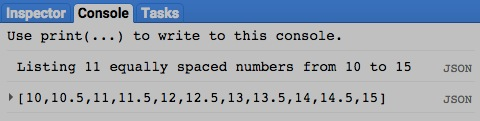 Inspector Console Tasks
Use print(...) to write to this console.
Listing 11 equally spaced numbers from 10 to 15 JSON
[10,10.5,11,11.5,12,12.5,13,13.5,14,14.5,15] JSON